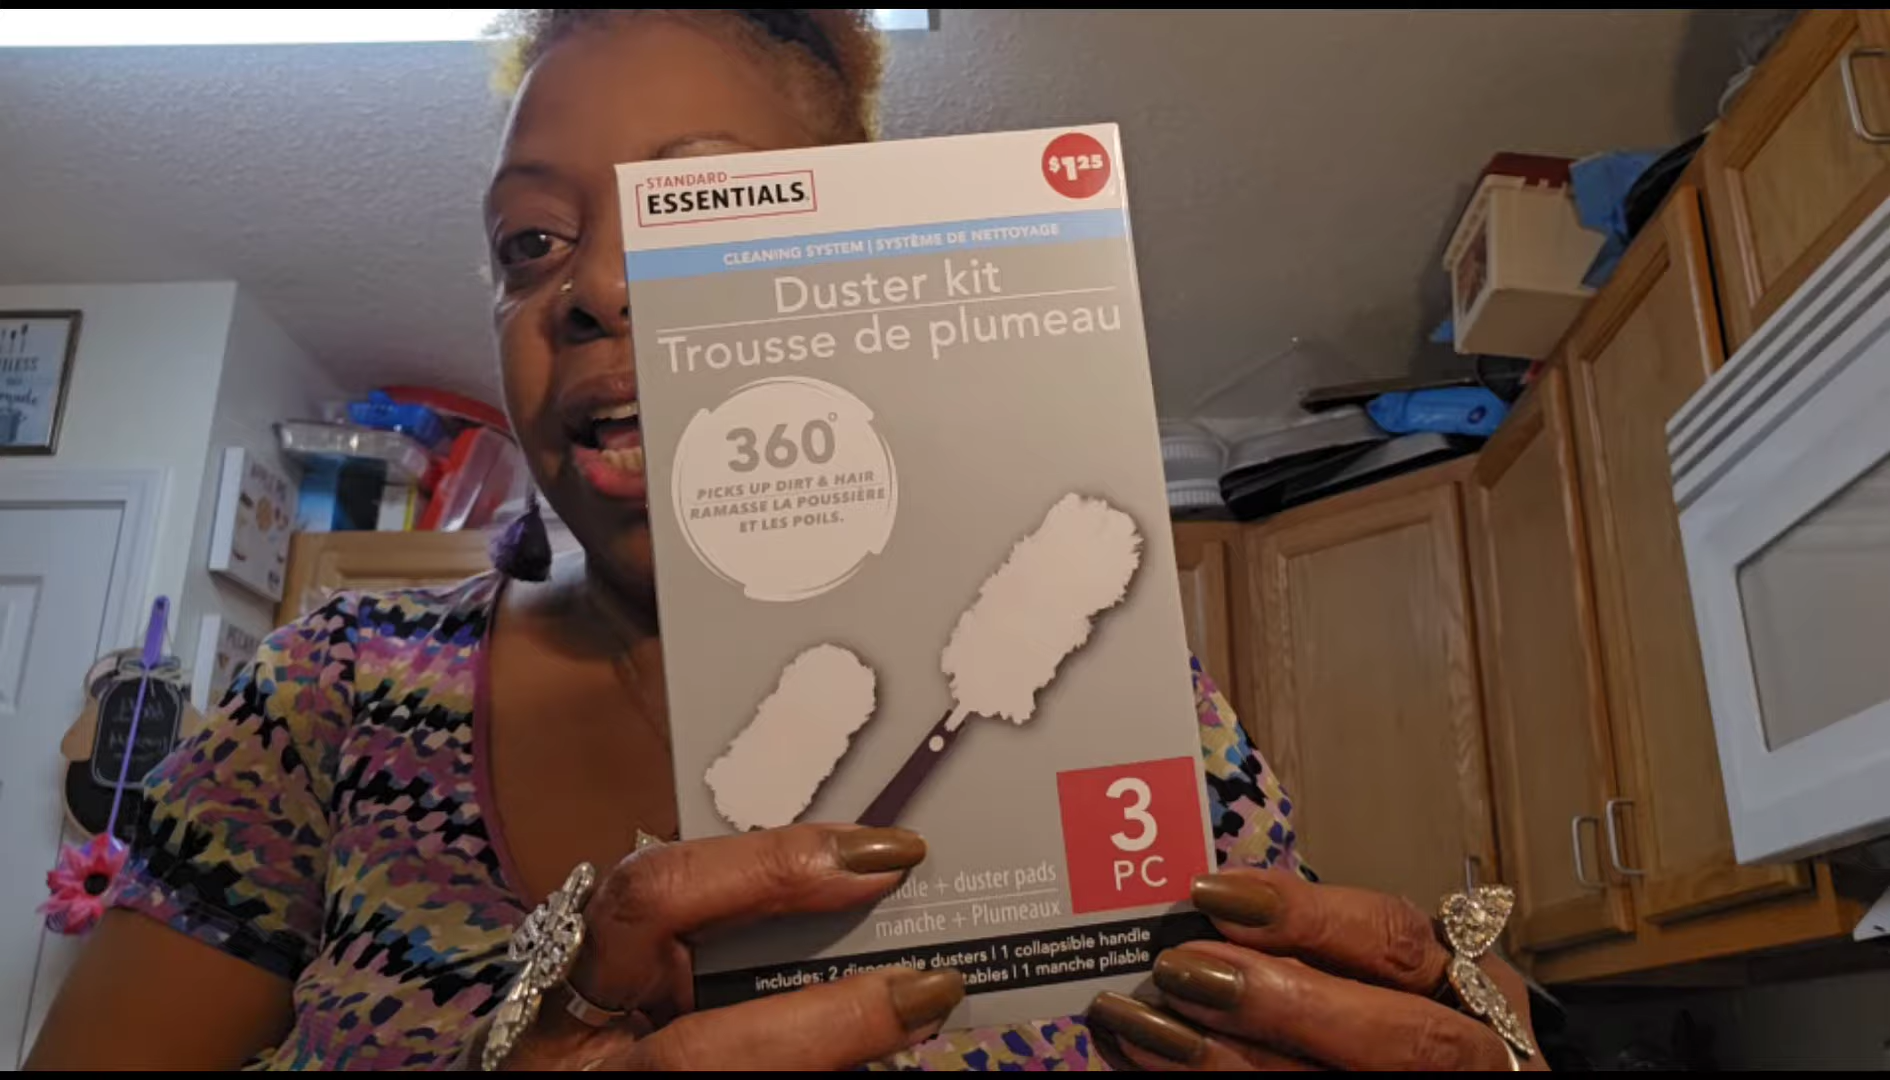 STANDARD
ESSENTIALS
$1.25
CLEANING SYSTEM | SYSTÈME DE NETTOYAGE
Duster kit
Trousse de plumeau
360°
PICKS UP DIRT & HAIR
RAMASSE LA POUSSIÈRE
ET LES POILS.
3
PC
+ duster pads
manche + Plumeaux
includes: 2 disposable dusters | 1 collapsible handle
| 1 manche pliable